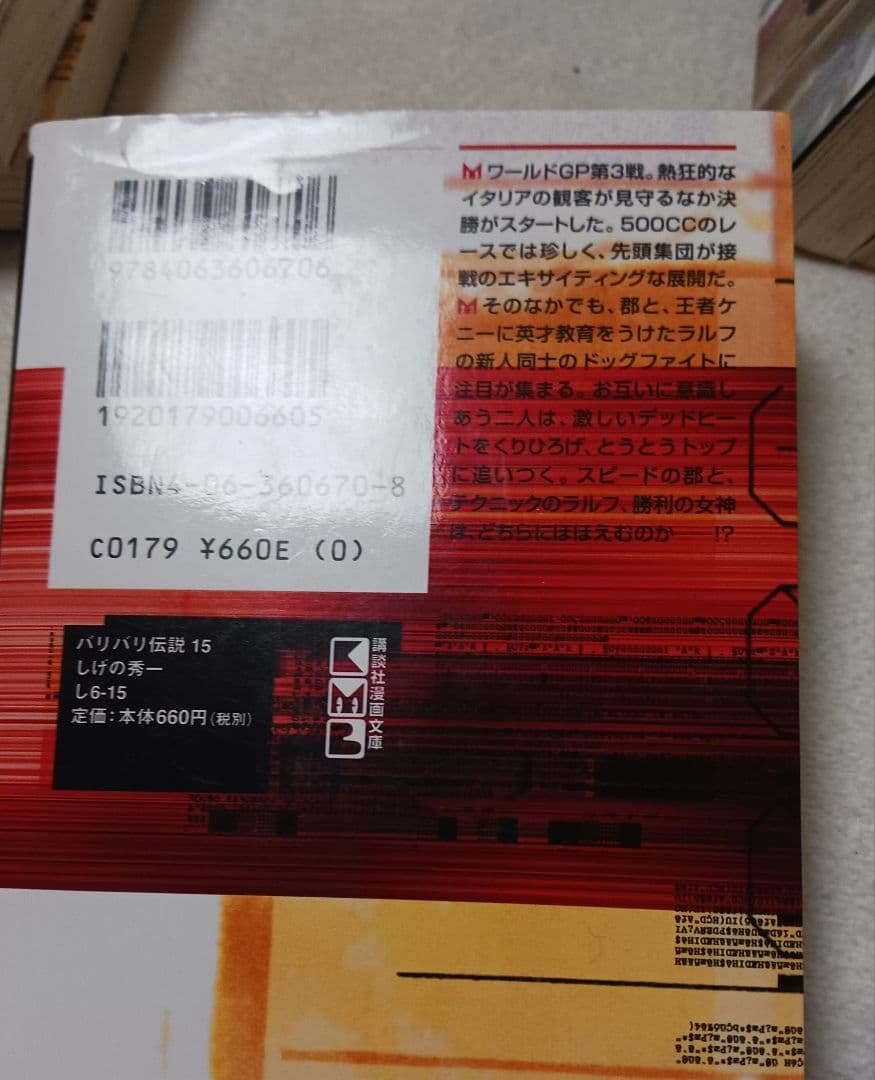 9784063606706
1920179006605
ISBN4-06-360670-8
C0179 ¥660E (0)
ワールドGP第3戦。熱狂的な
イタリアの観客が見守るなか決
勝がスタートした。500CCのレ
ースでは珍しく、先頭集団が接
戦のエキサイティングな展開だ。
そのなかでも、郡と、王者ケ
ニーに英才教育をうけたラルフ
の新人同士のドッグファイトに
注目が集まる。お互いに意識し
あう二人は、激しいデッドヒー
トをくりひろげ、とうとうトップ
に追いつく。スピードの郡と、
テクニックのラルフ、勝利の女神
は、どちらにほほえむのか──!?
バリバリ伝説 15
しげの秀一
し6-15
定価：本体660円（税別）
KMB
講談社漫画文庫